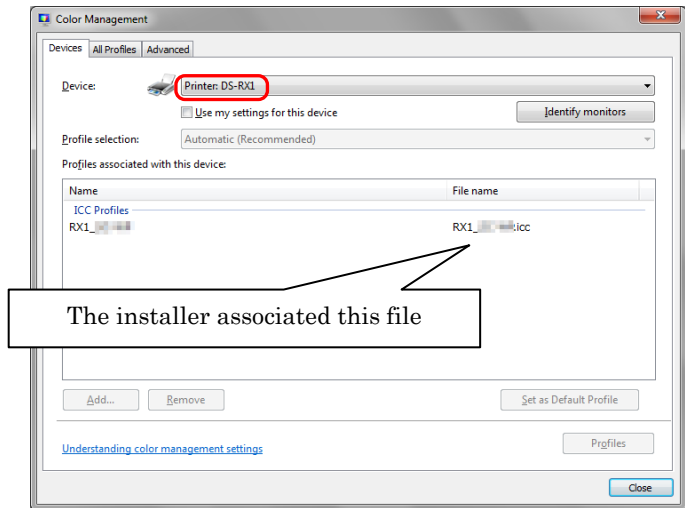 Color Management
Devices All Profiles Advanced
Device: Printer: DS-RX1
Use my settings for this device Identify monitors
Profile selection: Automatic (Recommended)
Profiles associated with this device:
Name File name
ICC Profiles
RX1_ RX1_ .icc
The installer associated this file
Add... Remove Set as Default Profile
Understanding color management settings Profiles
Close